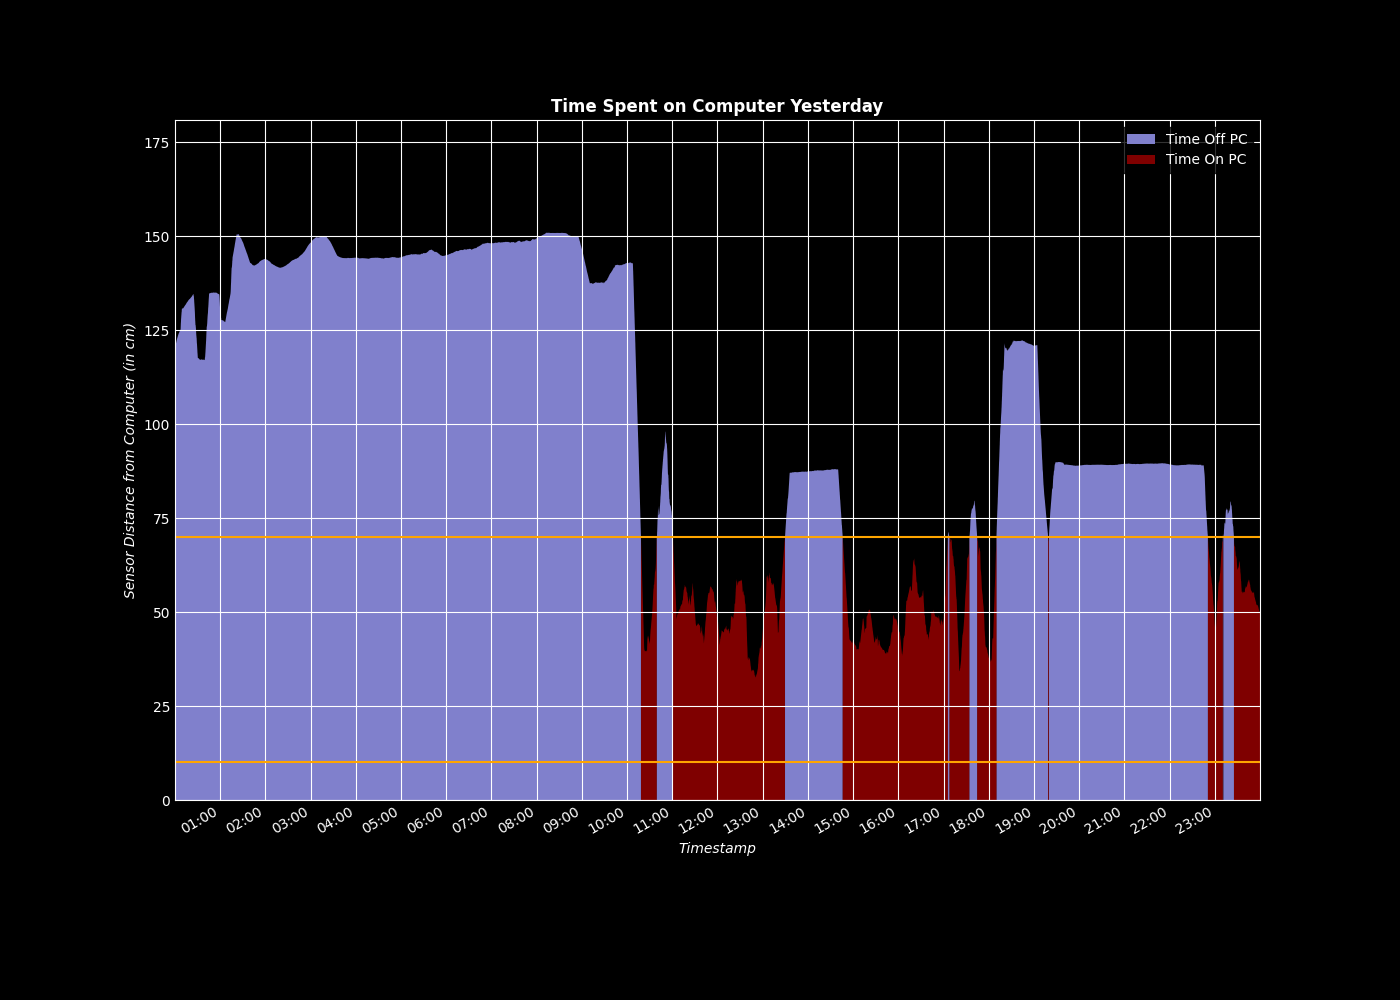 Time Spent on Computer Yesterday
Time Off PC
Time On PC
175
150
125
100
75
50
25
0
Sensor Distance from Computer (in cm)
01:00 02:00 03:00 04:00 05:00 06:00 07:00 08:00 09:00 10:00 11:00 12:00 13:00 14:00 15:00 16:00 17:00 18:00 19:00 20:00 21:00 22:00 23:00
Timestamp